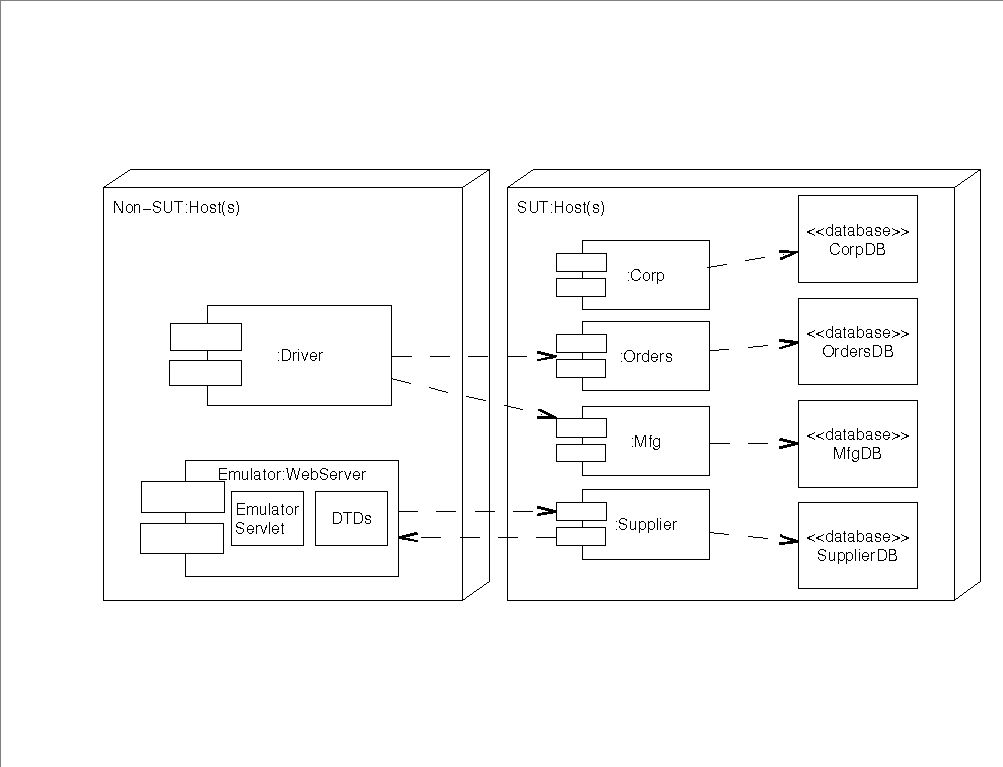 Non-SUT:Host(s)
:Driver
Emulator:WebServer
Emulator
Servlet
DTDs
SUT:Host(s)
:Corp
:Orders
:Mfg
:Supplier
<<database>>
CorpDB
<<database>>
OrdersDB
<<database>>
MfgDB
<<database>>
SupplierDB